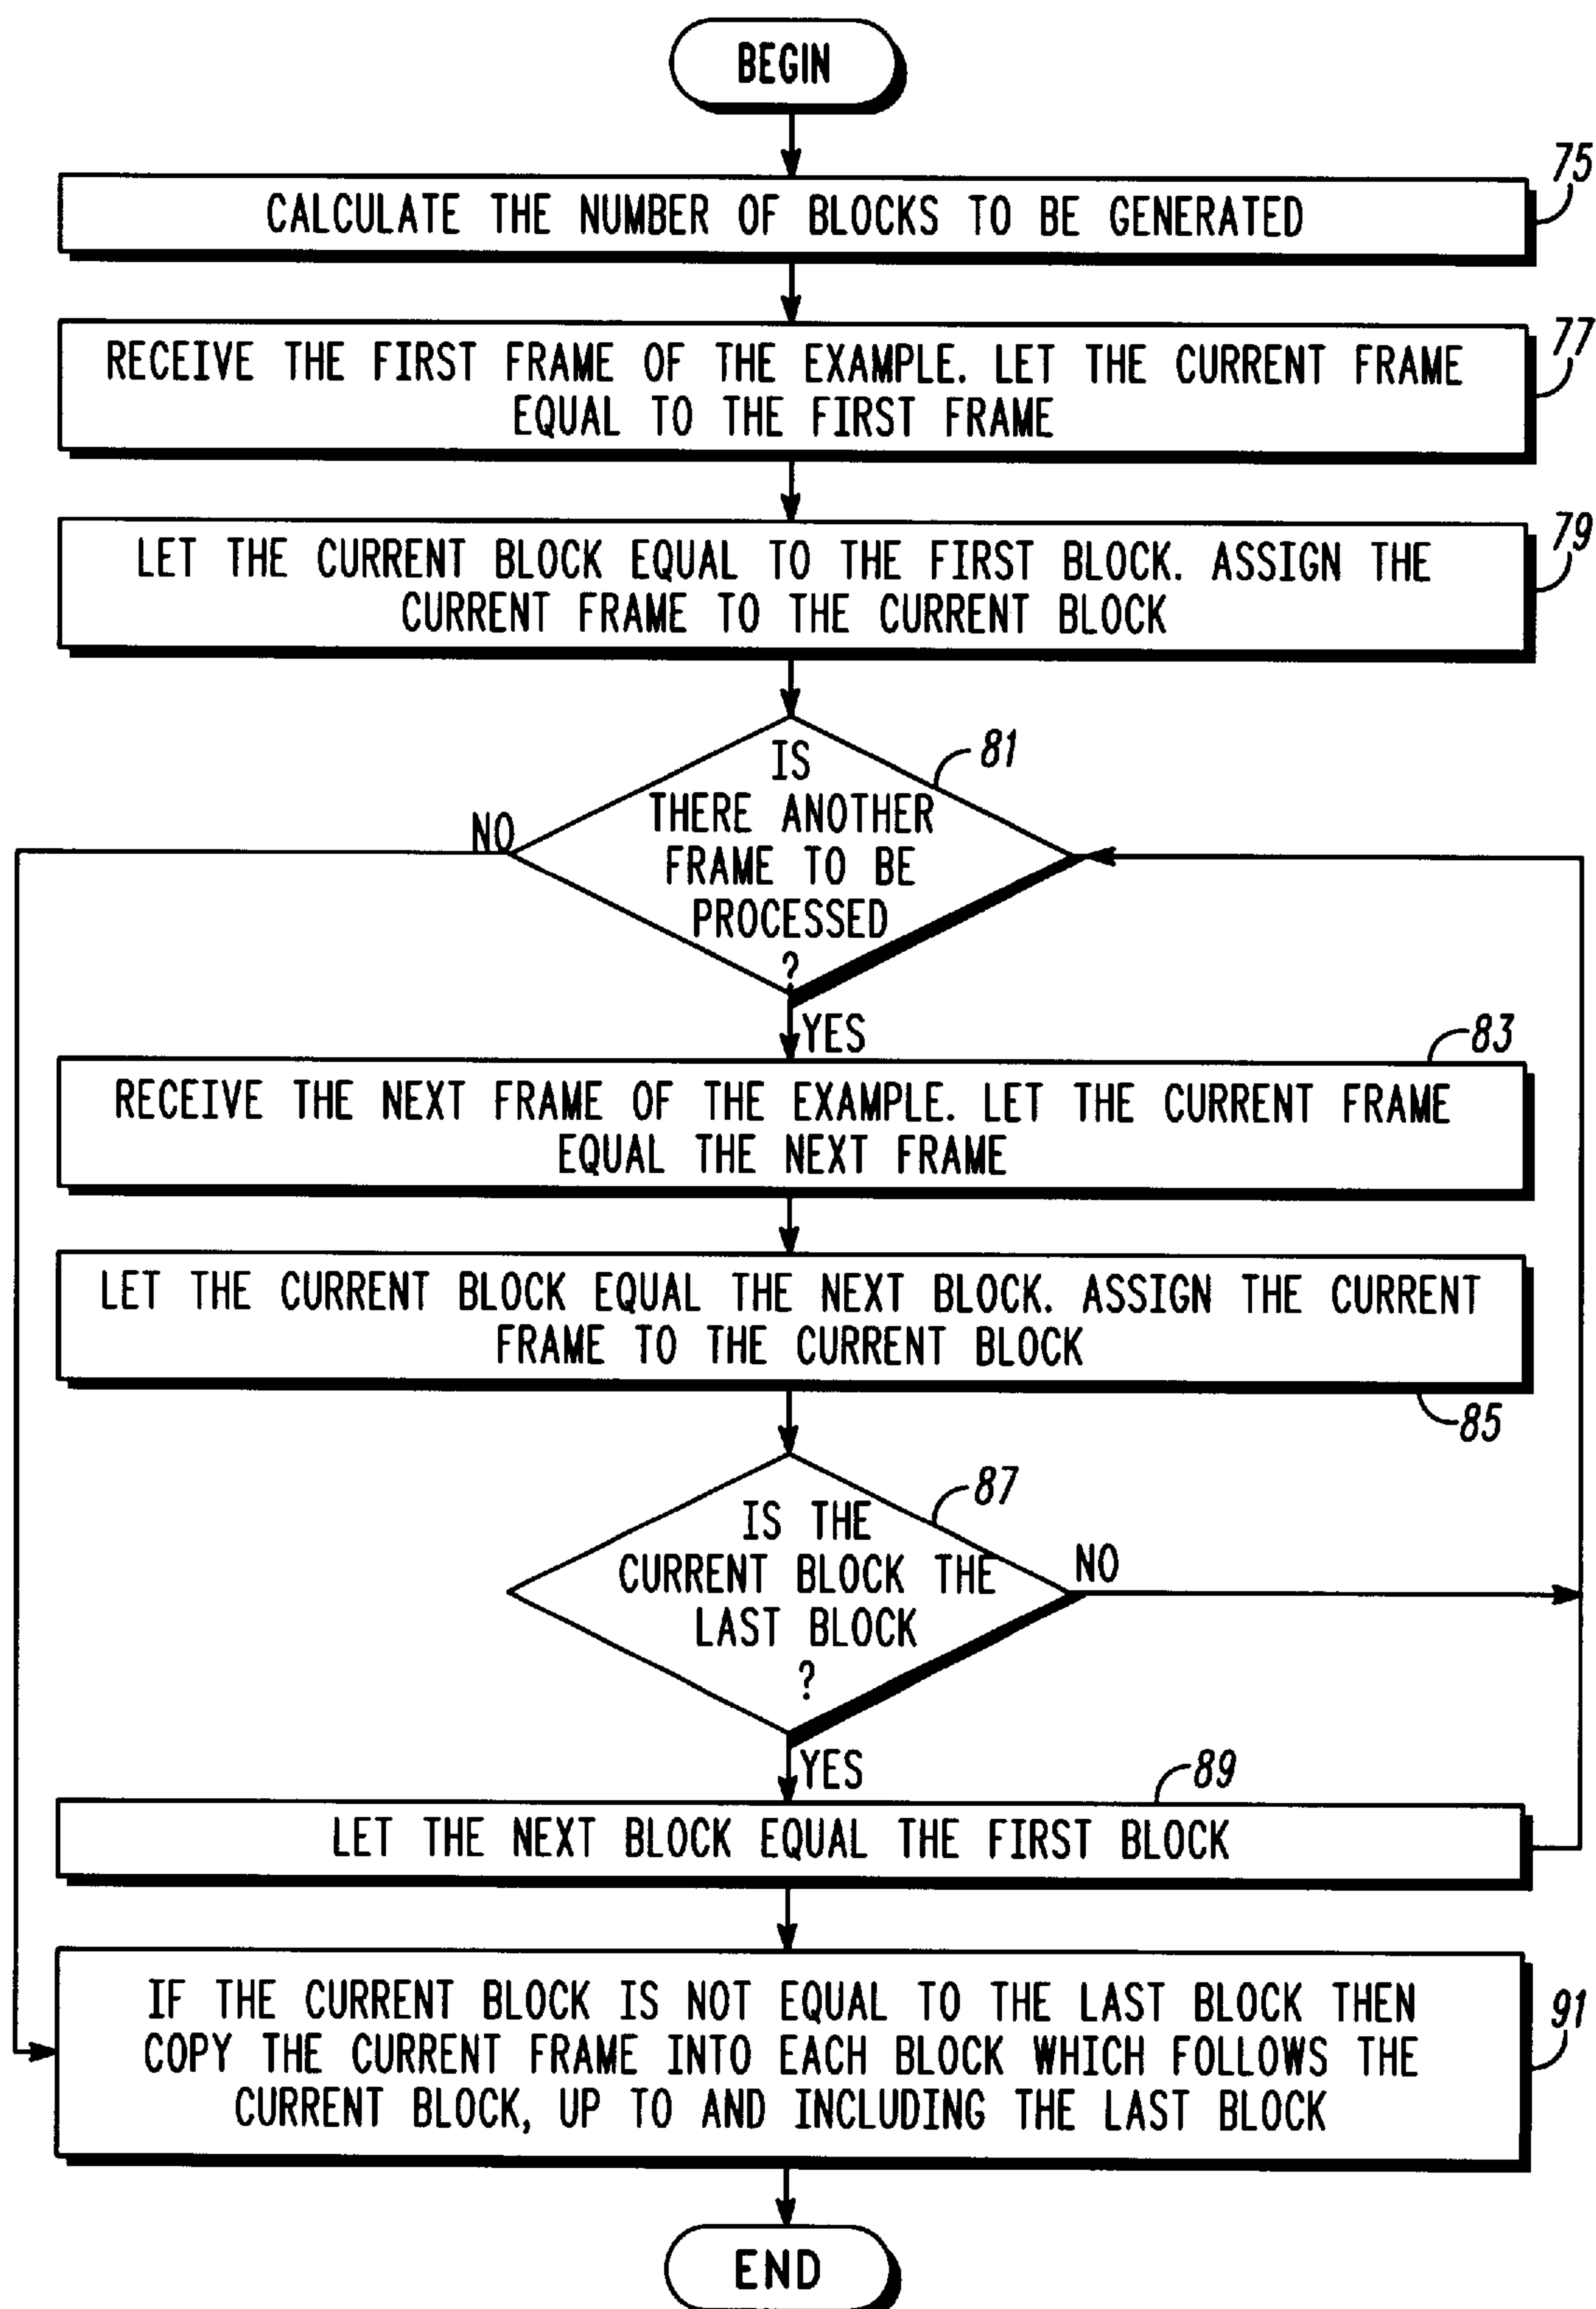 BEGIN
75
CALCULATE THE NUMBER OF BLOCKS TO BE GENERATED
77
RECEIVE THE FIRST FRAME OF THE EXAMPLE. LET THE CURRENT FRAME
EQUAL TO THE FIRST FRAME
79
LET THE CURRENT BLOCK EQUAL TO THE FIRST BLOCK. ASSIGN THE
CURRENT FRAME TO THE CURRENT BLOCK
81
IS
THERE ANOTHER
FRAME TO BE
PROCESSED
?
NO
YES
83
RECEIVE THE NEXT FRAME OF THE EXAMPLE. LET THE CURRENT FRAME
EQUAL THE NEXT FRAME
LET THE CURRENT BLOCK EQUAL THE NEXT BLOCK. ASSIGN THE CURRENT
FRAME TO THE CURRENT BLOCK
85
87
IS THE
CURRENT BLOCK THE
LAST BLOCK
?
NO
YES
89
LET THE NEXT BLOCK EQUAL THE FIRST BLOCK
IF THE CURRENT BLOCK IS NOT EQUAL TO THE LAST BLOCK THEN
COPY THE CURRENT FRAME INTO EACH BLOCK WHICH FOLLOWS THE
CURRENT BLOCK, UP TO AND INCLUDING THE LAST BLOCK
91
END